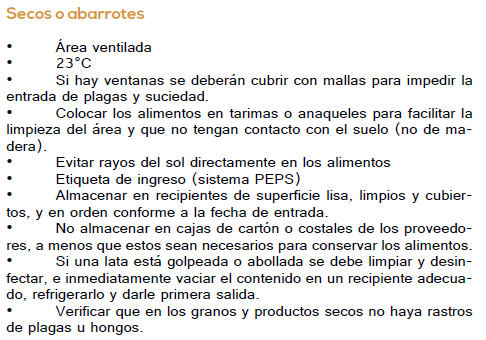 Secos o abarrotes
• Área ventilada
• 23°C
• Si hay ventanas se deberán cubrir con mallas para impedir la
entrada de plagas y suciedad.
• Colocar los alimentos en tarimas o anaqueles para facilitar la
limpieza del área y que no tengan contacto con el suelo (no de ma-
dera).
• Evitar rayos del sol directamente en los alimentos
• Etiqueta de ingreso (sistema PEPS)
• Almacenar en recipientes de superficie lisa, limpios y cubier-
tos, y en orden conforme a la fecha de entrada.
• No almacenar en cajas de cartón o costales de los proveedo-
res, a menos que estos sean necesarios para conservar los alimentos.
• Si una lata está golpeada o abollada se debe limpiar y desin-
fectar, e inmediatamente vaciar el contenido en un recipiente adecua-
do, refrigerarlo y darle primera salida.
• Verificar que en los granos y productos secos no haya rastros
de plagas u hongos.